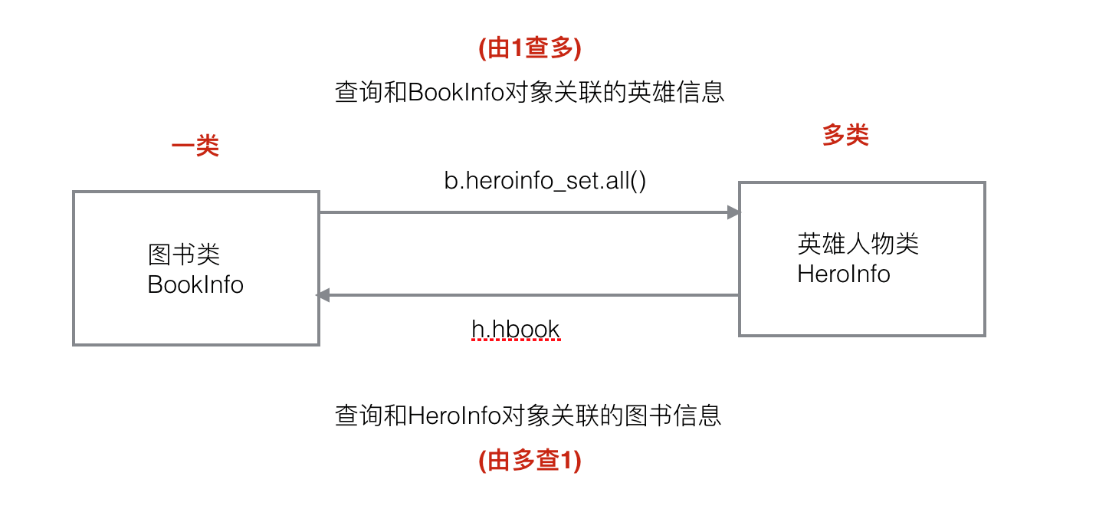 (由1查多)
查询和BookInfo对象关联的英雄信息
一类
多类
b.heroinfo_set.all()
图书类
BookInfo
英雄人物类
HeroInfo
h.hbook
查询和HeroInfo对象关联的图书信息
(由多查1)